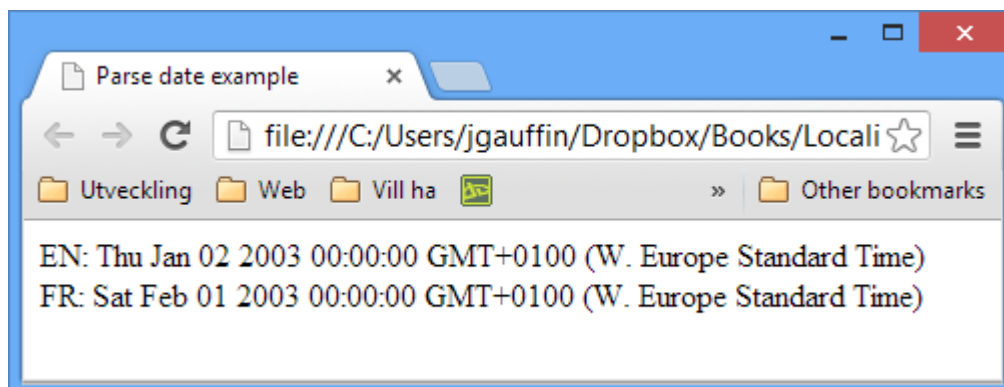 Parse date example
file:///C:/Users/jgauffin/Dropbox/Books/Locali
Utveckling Web Vill ha » Other bookmarks
EN: Thu Jan 02 2003 00:00:00 GMT+0100 (W. Europe Standard Time)
FR: Sat Feb 01 2003 00:00:00 GMT+0100 (W. Europe Standard Time)